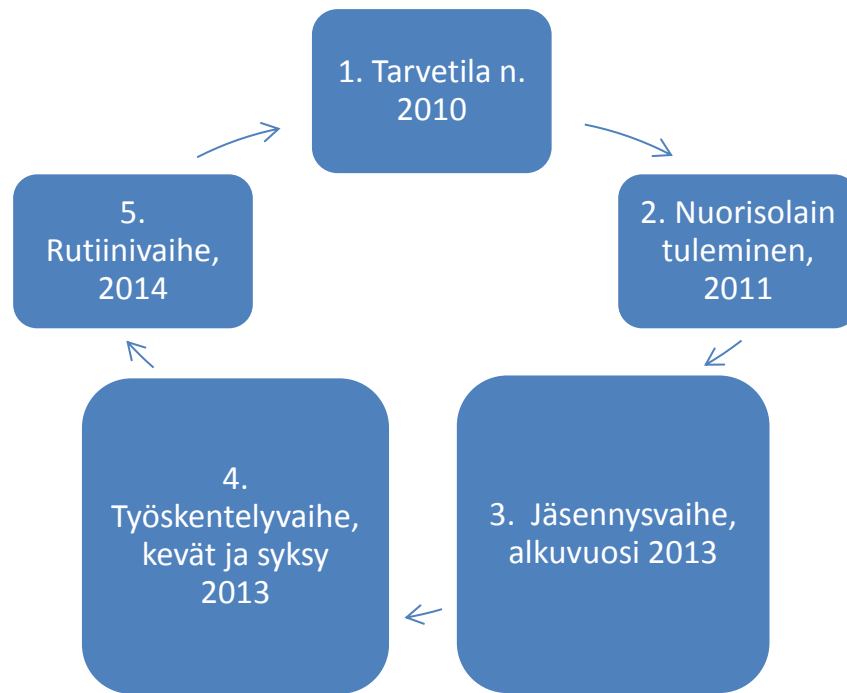 1. Tarvetila n.
2010
2. Nuorisolain
tuleminen,
2011
3. Jäsennysvaihe,
alkuvuosi 2013
4.
Työskentelyvaihe,
kevät ja syksy
2013
5.
Rutiinivaihe,
2014